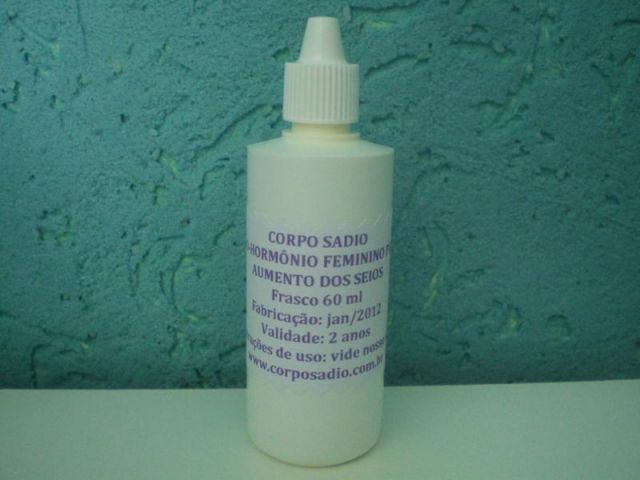 CORPO SADIO
-HORMÔNIO FEMININO
AUMENTO DOS SEIOS
Frasco 60 ml
Fabricação: jan/2012
Validade: 2 anos
de uso: vide
www.corposadio.com.br